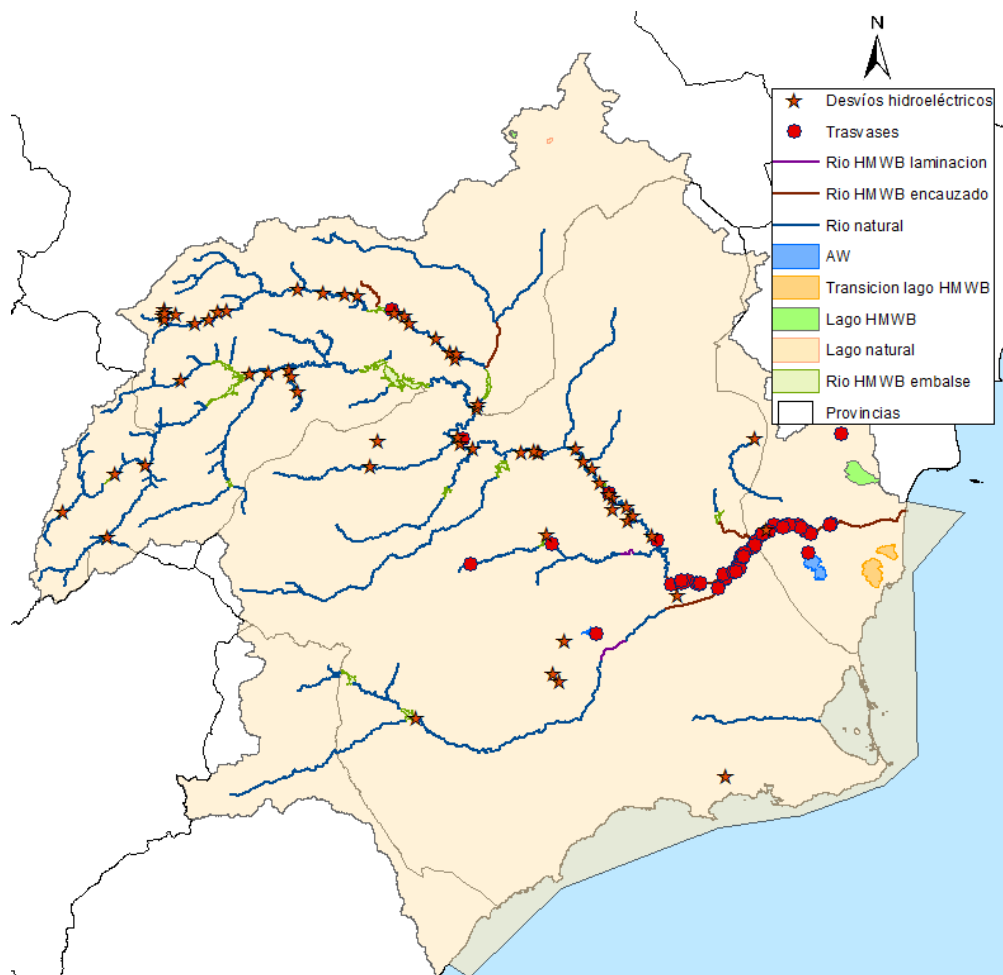 N
Desvíos hidroeléctricos
Trasvases
Rio HMWB laminacion
Rio HMWB encauzado
Rio natural
AW
Transicion lago HMWB
Lago HMWB
Lago natural
Rio HMWB embalse
Provincias